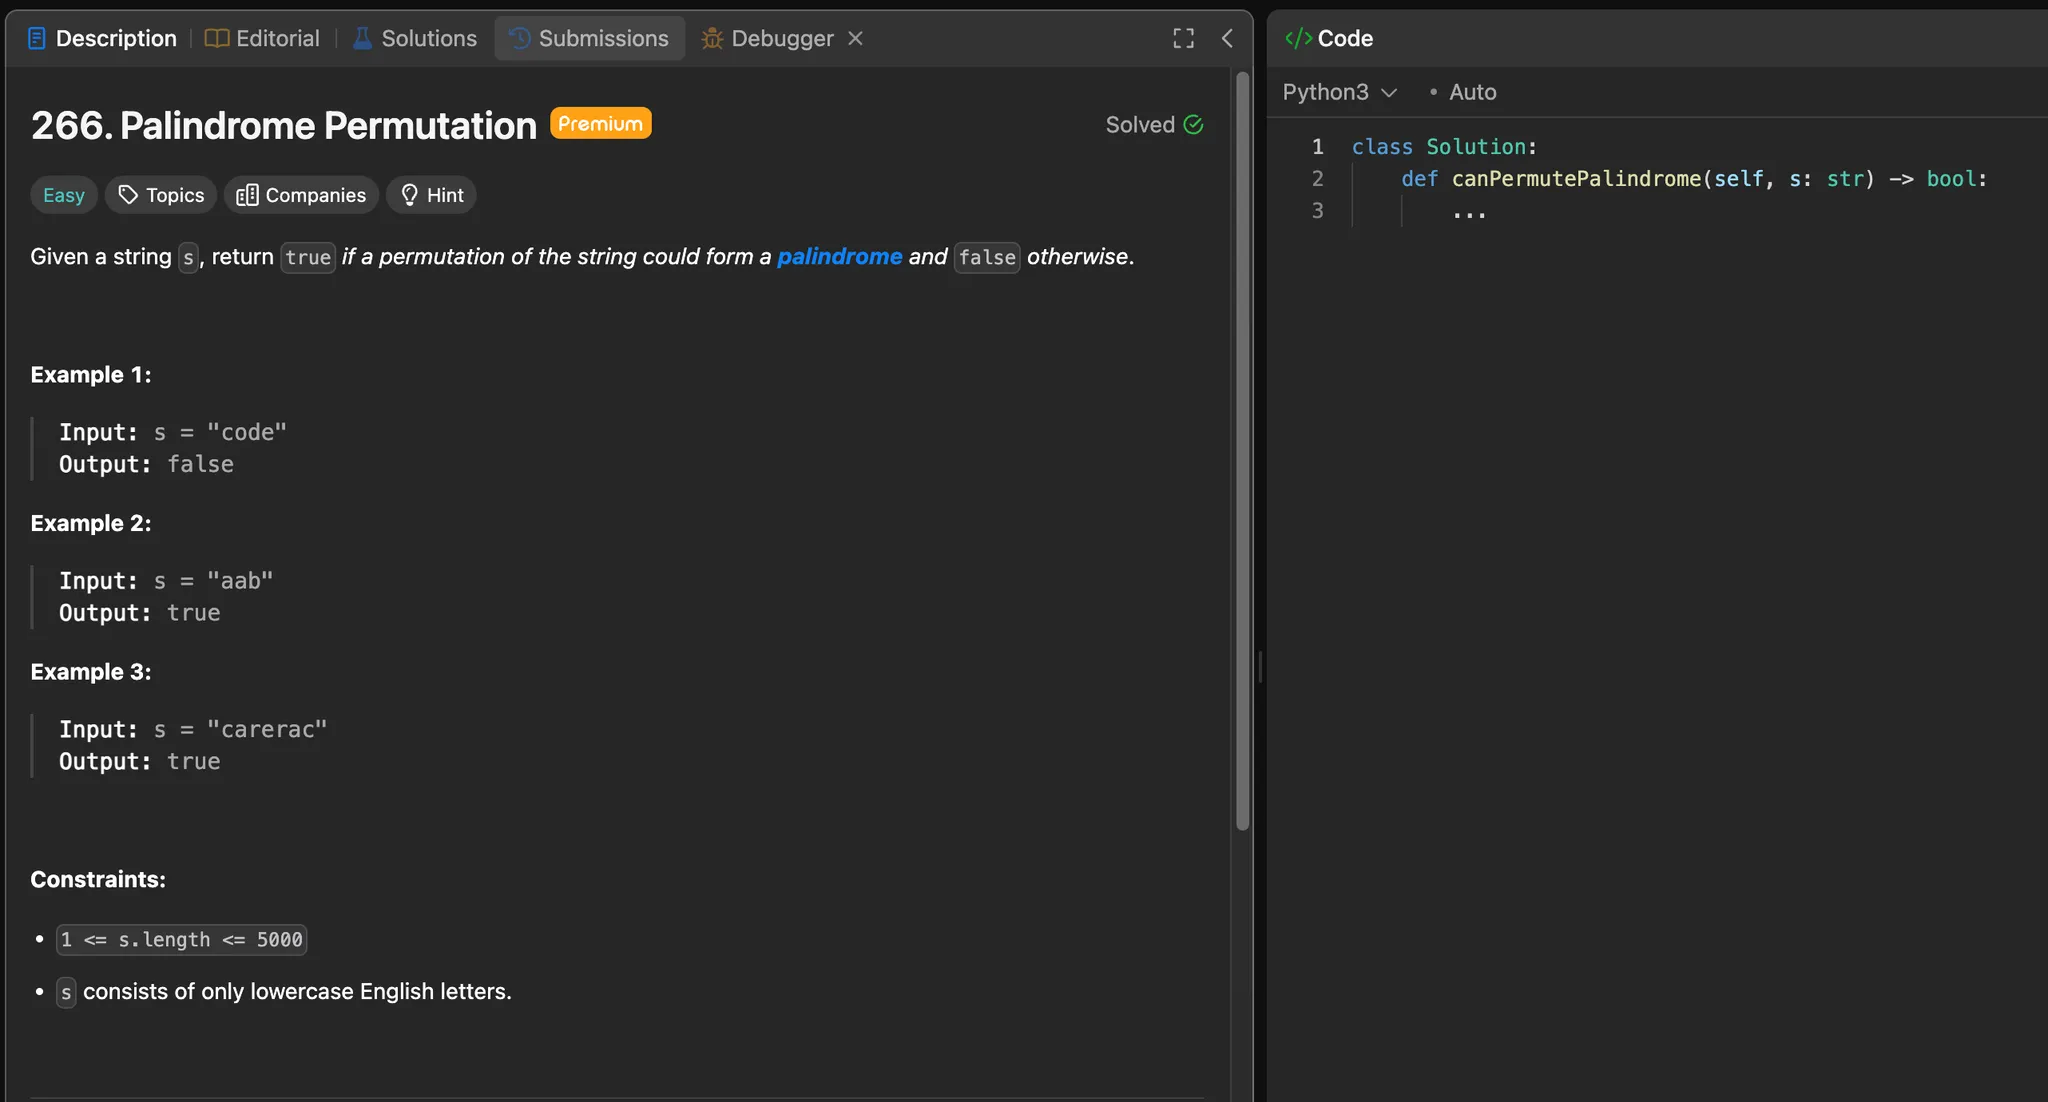 Description
Editorial
Solutions
Submissions
Debugger
266. Palindrome Permutation Premium
Solved
Easy
Topics
Companies
Hint
Given a string s, return true if a permutation of the string could form a palindrome and false otherwise.
Example 1:
Input: s = "code"
Output: false
Example 2:
Input: s = "aab"
Output: true
Example 3:
Input: s = "carerac"
Output: true
Constraints:
• 1 <= s.length <= 5000
• s consists of only lowercase English letters.
</> Code
Python3 • Auto
1 class Solution:
2 def canPermutePalindrome(self, s: str) -> bool:
3 ...